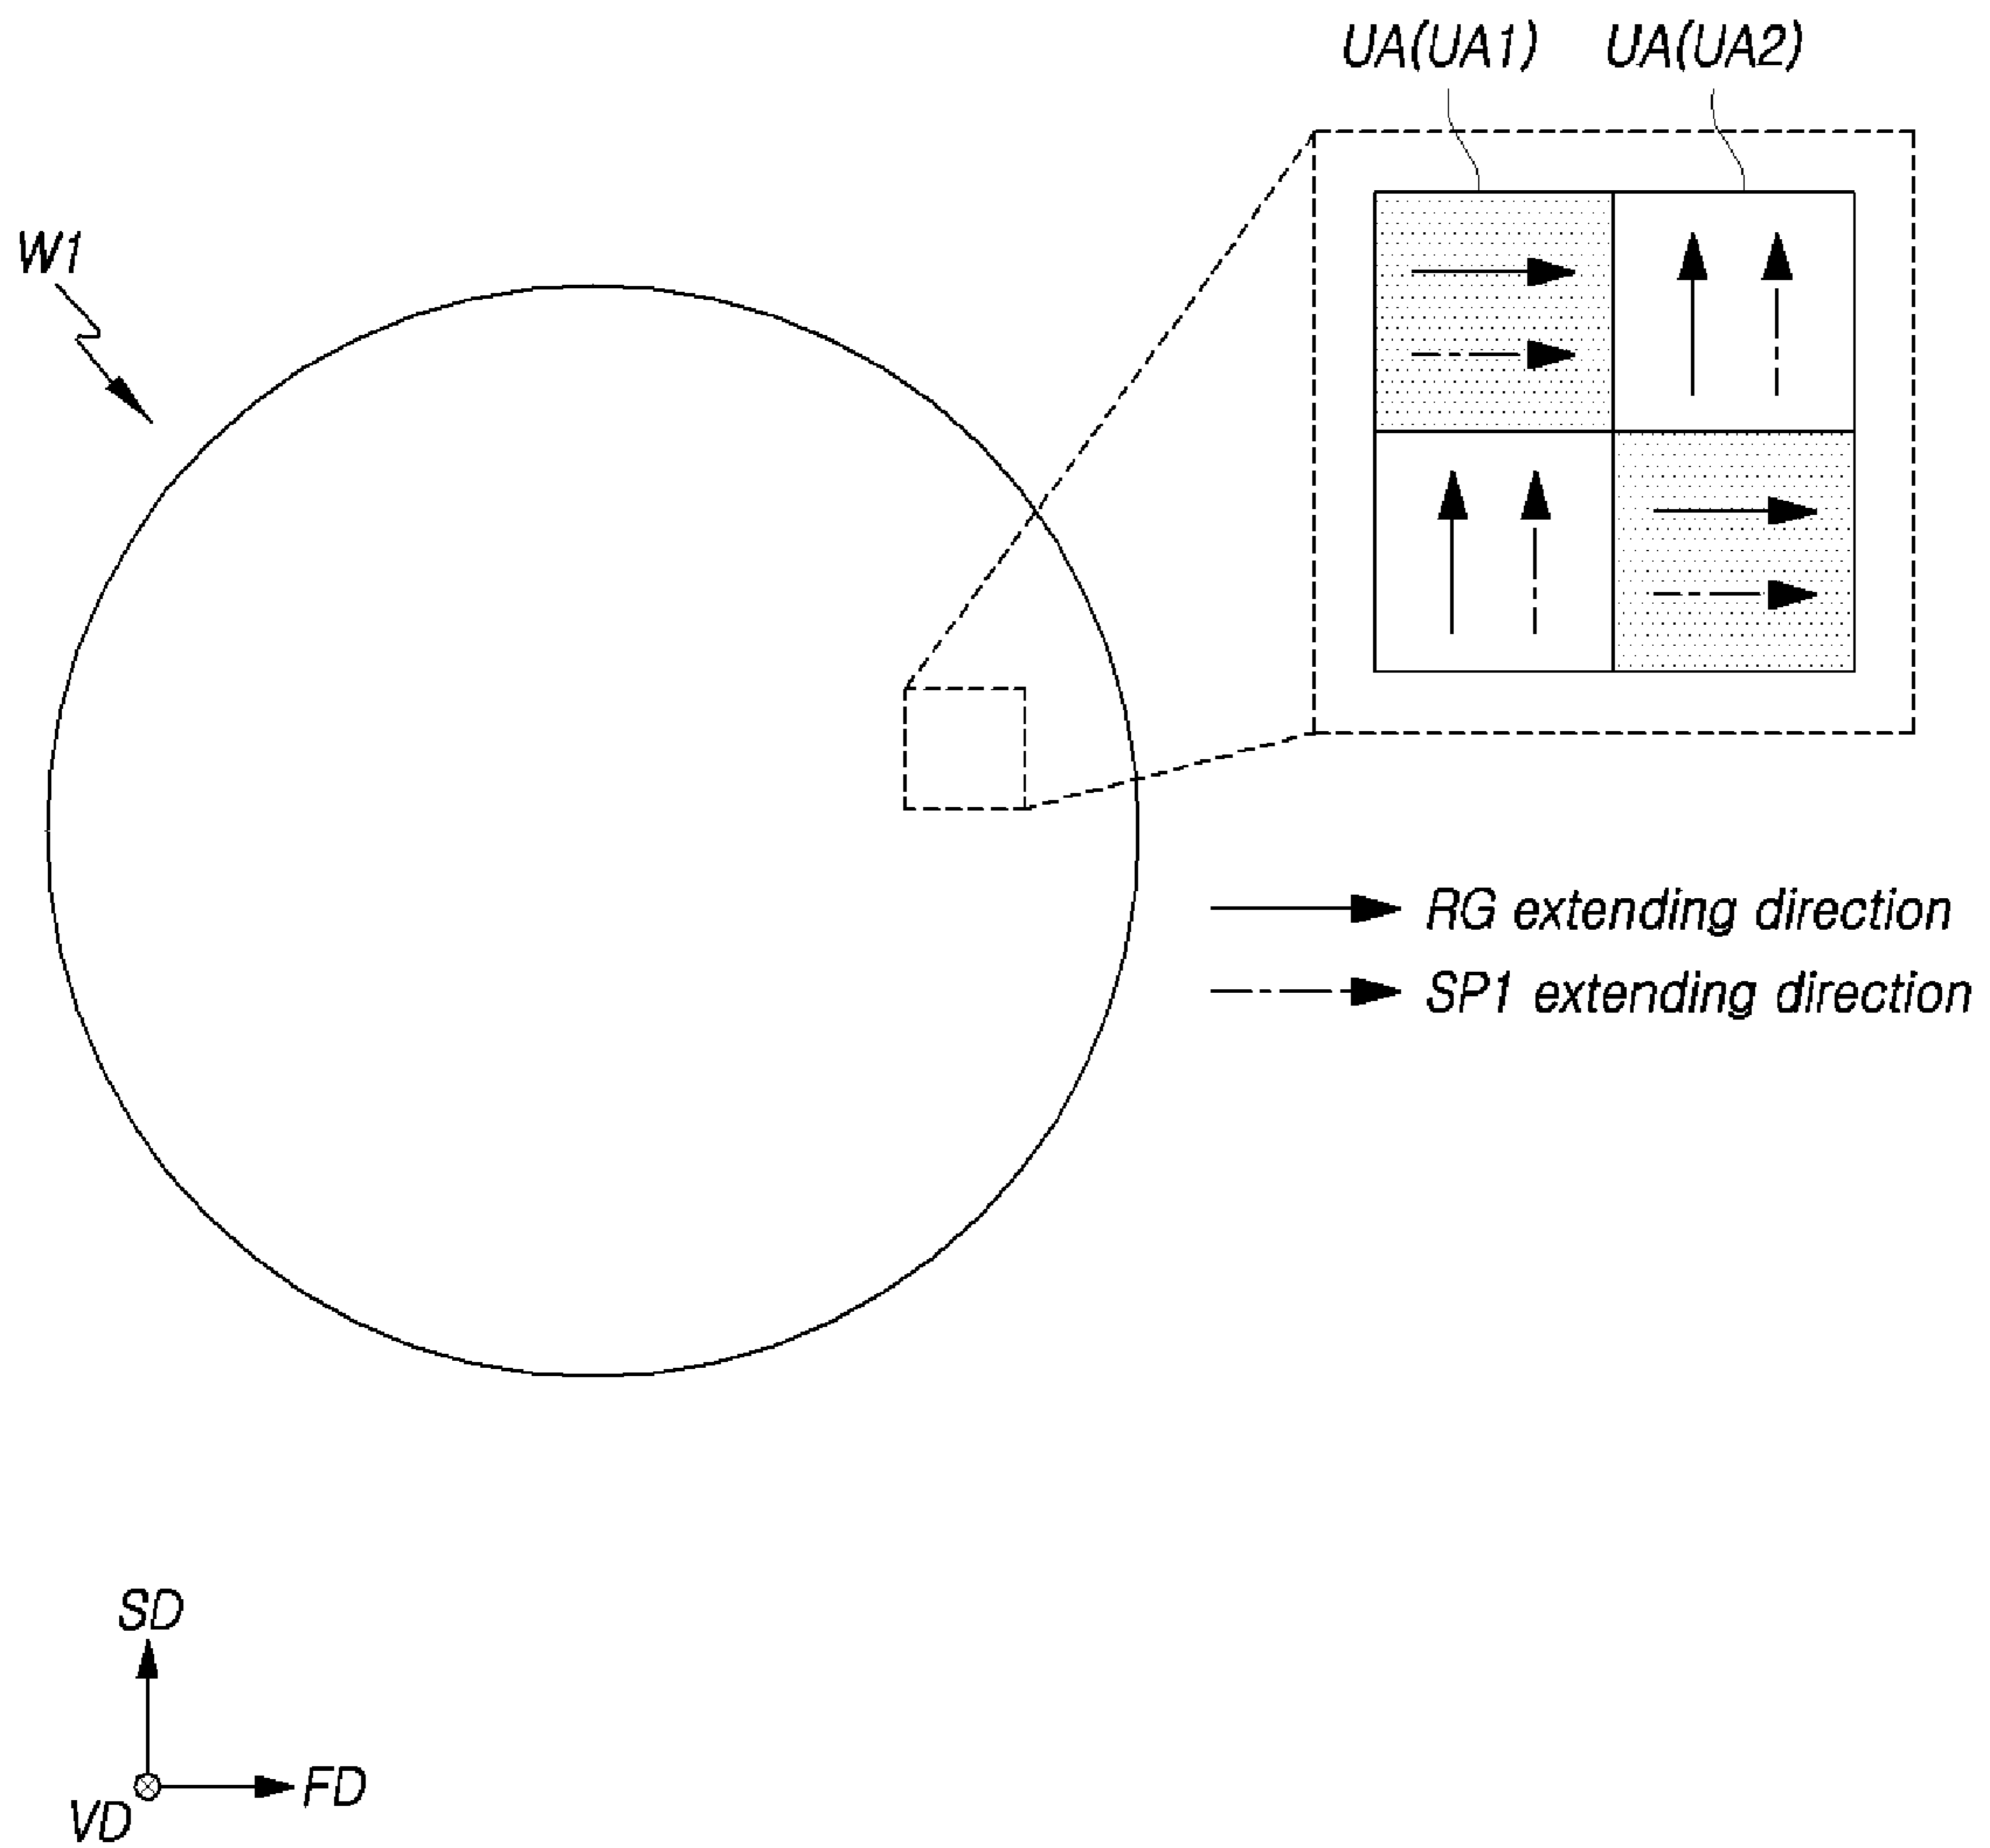 UA(UA1) UA(UA2)
W1
RG extending direction
SP1 extending direction
SD
FD
VD